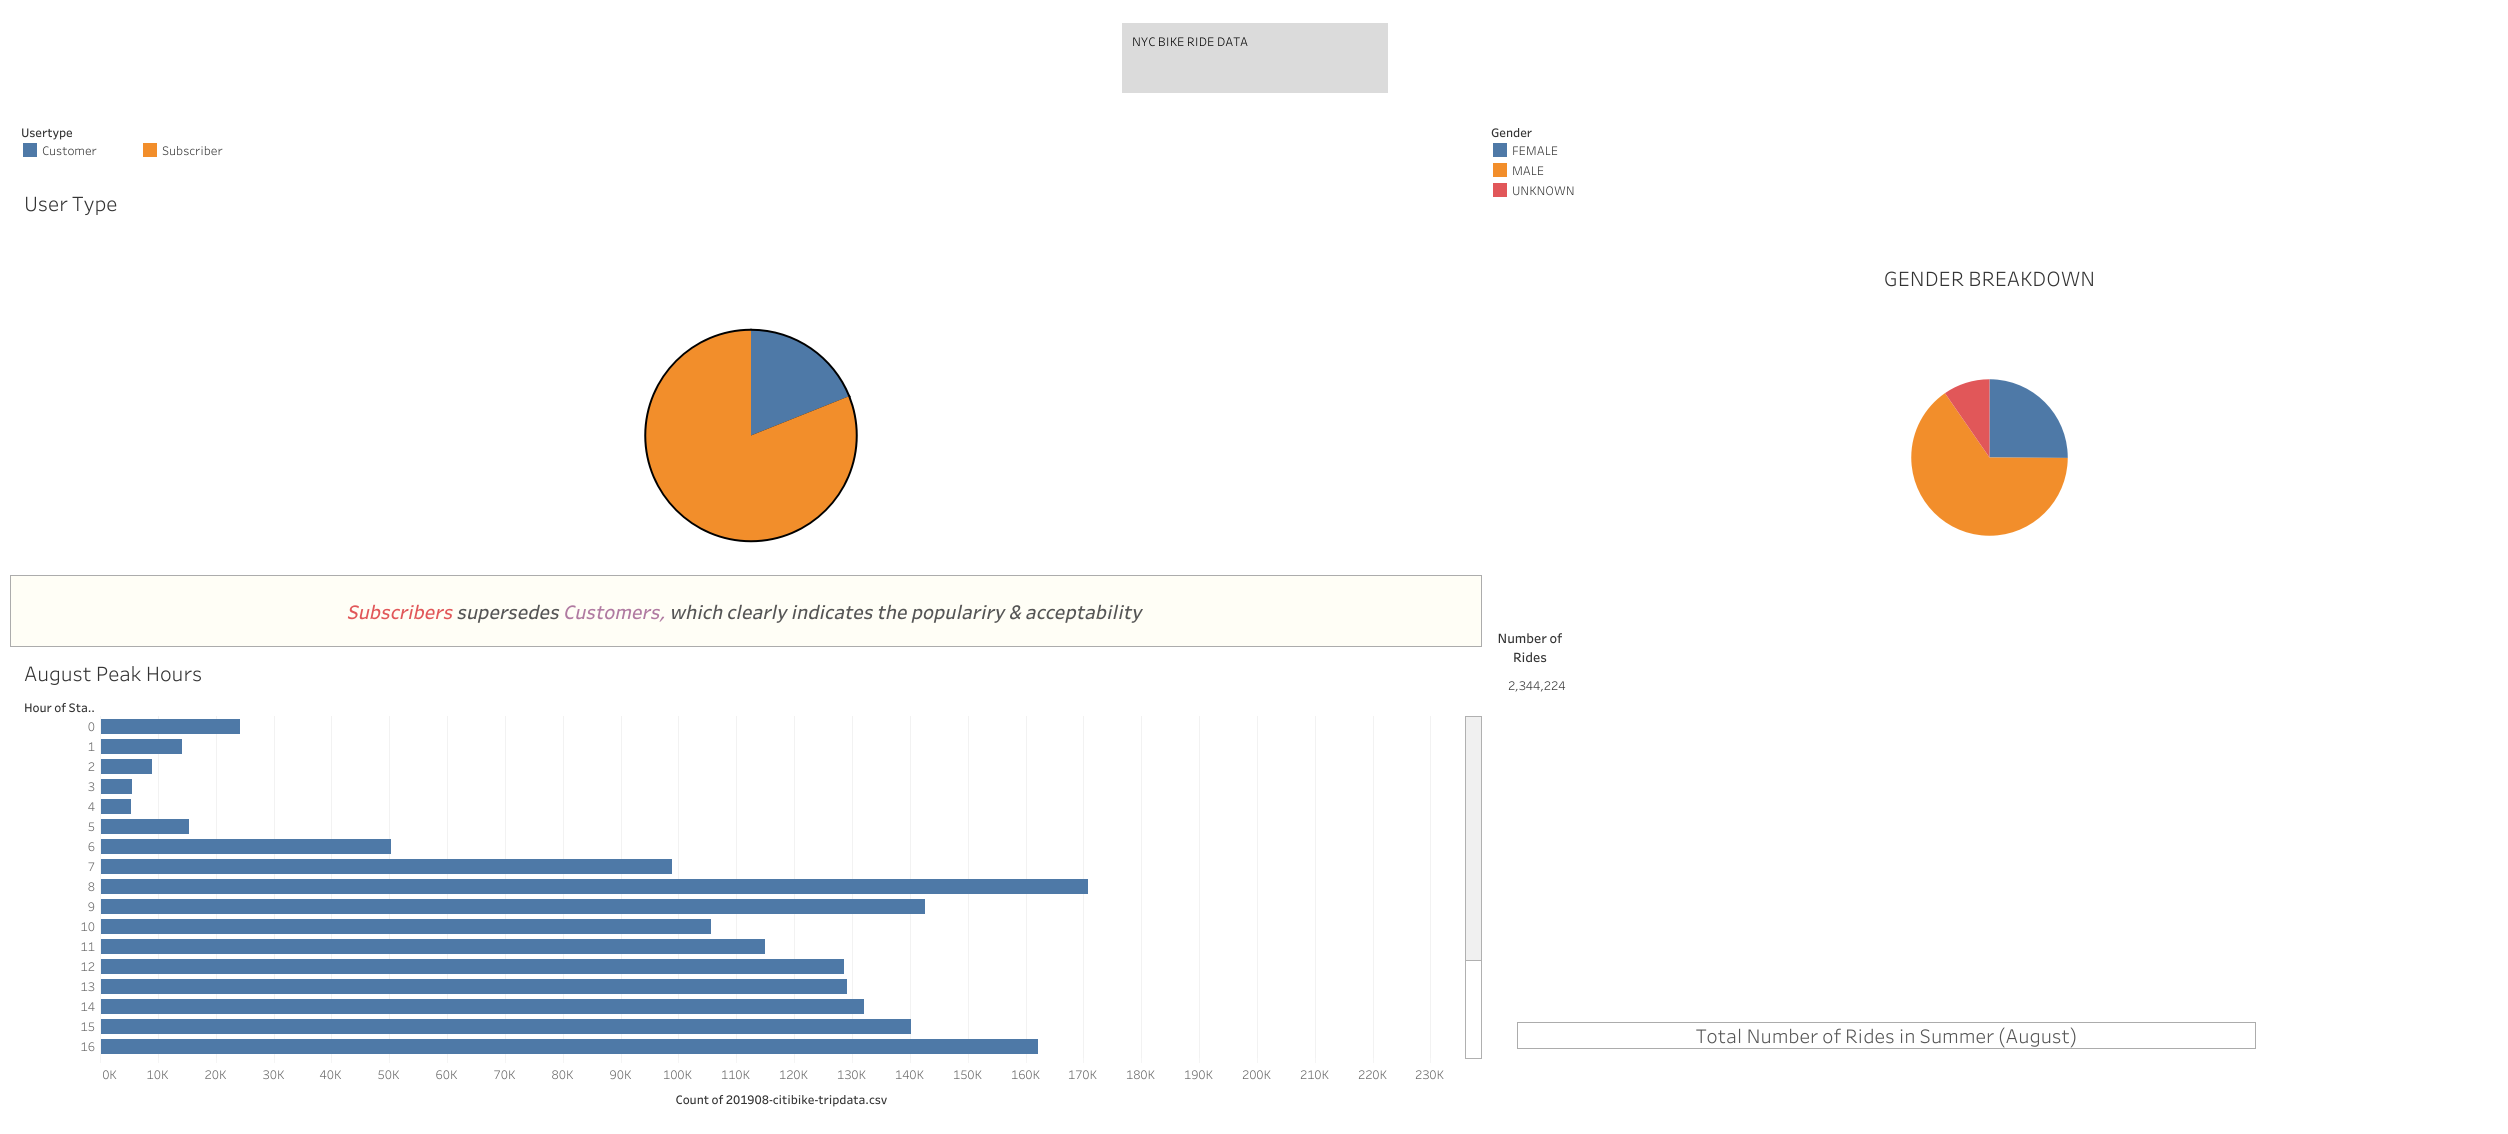 NYC BIKE RIDE DATA
Usertype
Customer
Subscriber
User Type
Gender
FEMALE
MALE
UNKNOWN
GENDER BREAKDOWN
Subscribers supersedes Customers, which clearly indicates the populariry & acceptability
August Peak Hours
Hour of Sta..
0
1
2
3
4
5
6
7
8
9
10
11
12
13
14
15
16
0K 10K 20K 30K 40K 50K 60K 70K 80K 90K 100K 110K 120K 130K 140K 150K 160K 170K 180K 190K 200K 210K 220K 230K
Count of 201908-citibike-tripdata.csv
Number of
Rides
2,344,224
Total Number of Rides in Summer (August)